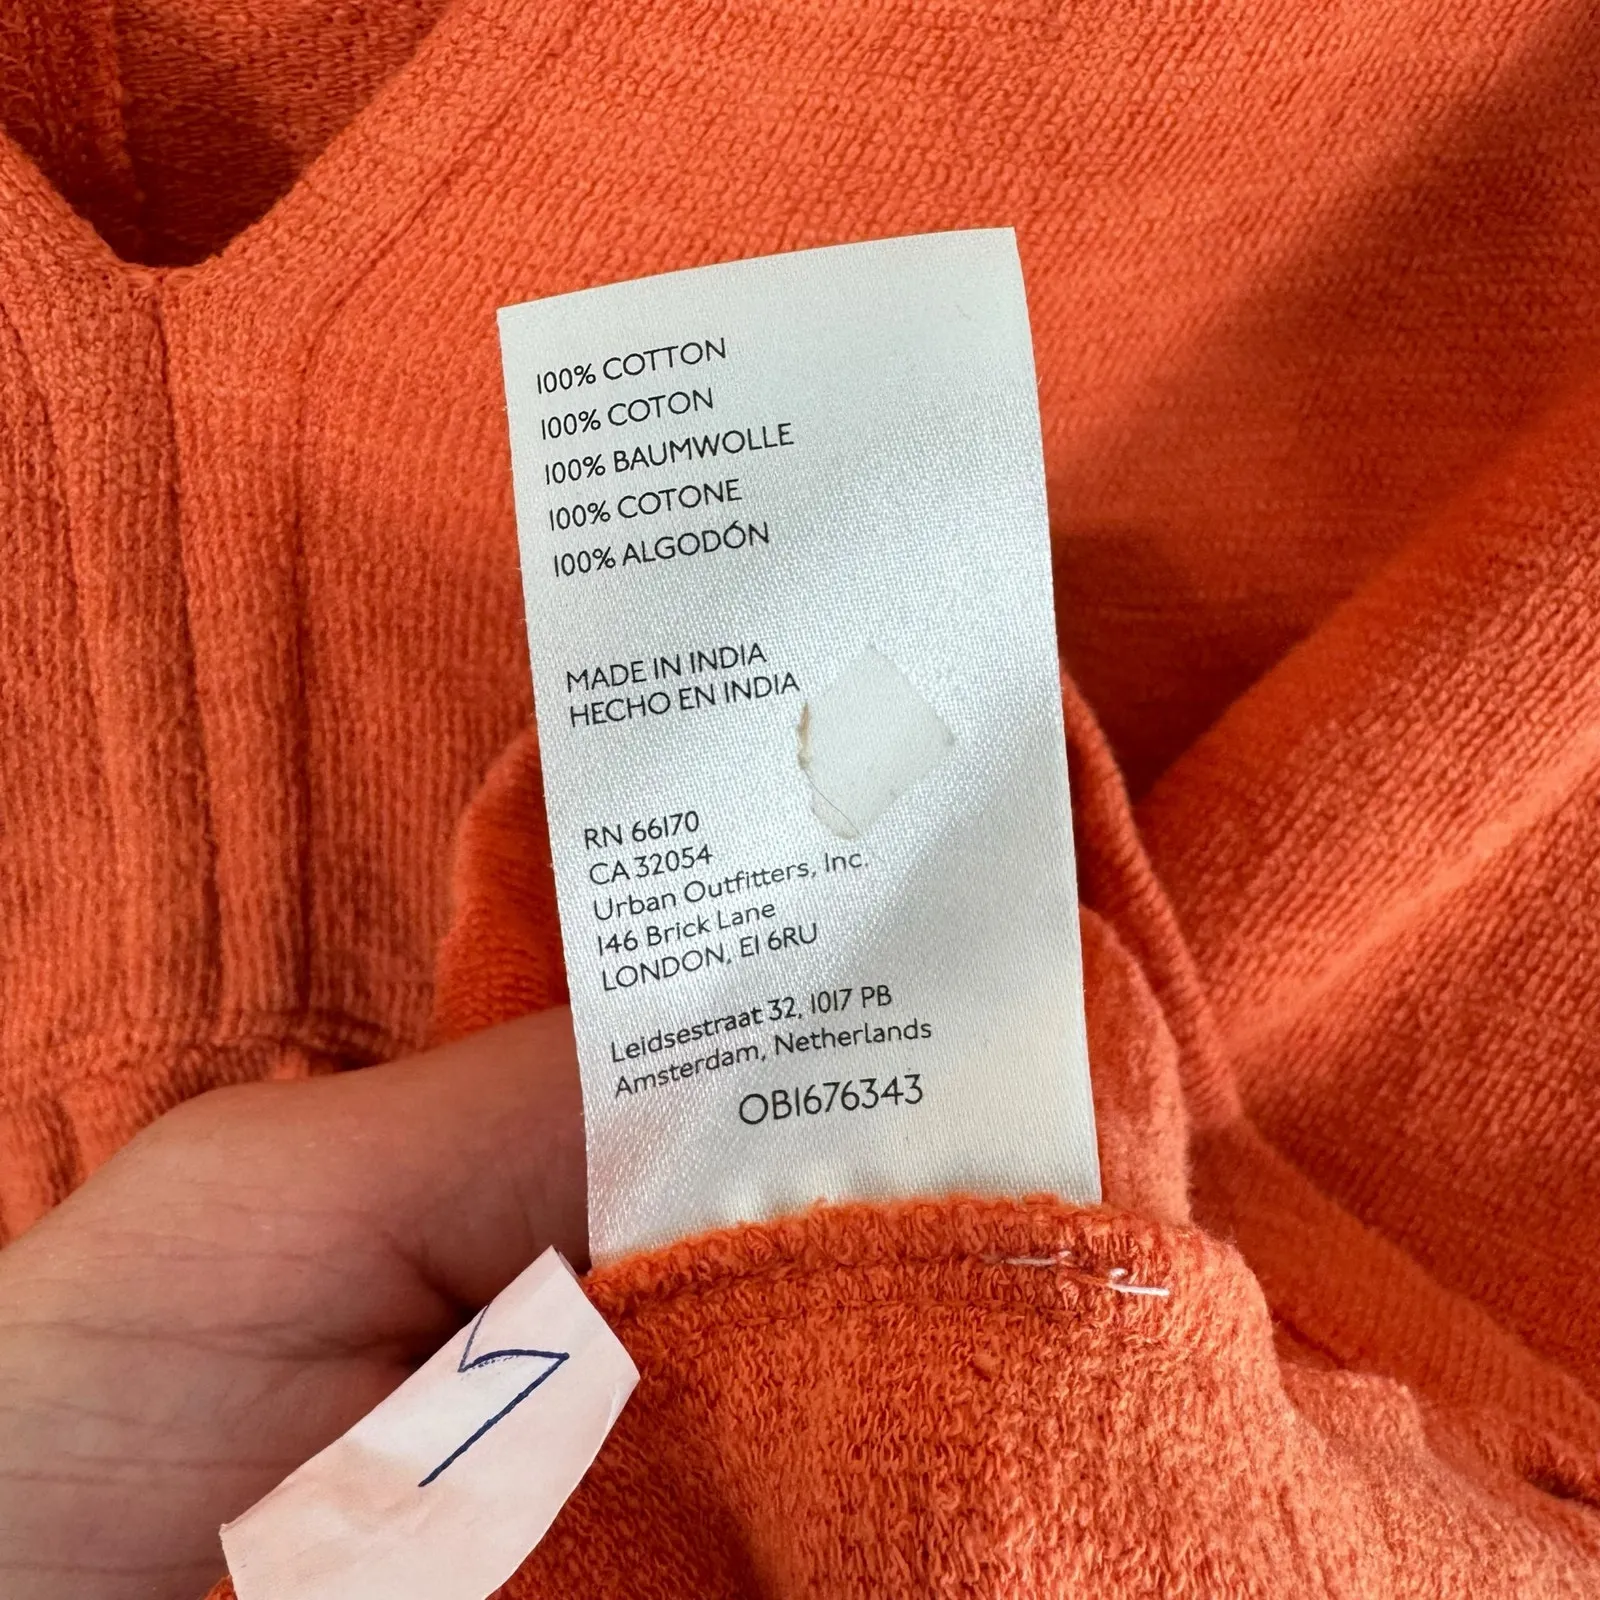 100% COTTON
100% COTON
100% BAUMWOLLE
100% COTONE
100% ALGODÓN
MADE IN INDIA
HECHO EN INDIA
RN 66170
CA 32054
Urban Outfitters, Inc.
146 Brick Lane
LONDON, E1 6RU
Leidsestraat 32, 1017 PB
Amsterdam, Netherlands
OB1676343